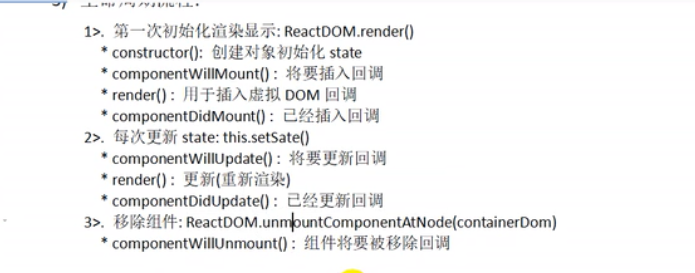 1>. 第一次初始化渲染显示: ReactDOM.render()
* constructor(): 创建对象初始化 state
* componentWillMount() : 将要插入回调
* render() : 用于插入虚拟 DOM 回调
* componentDidMount() : 已经插入回调
2>. 每次更新 state: this.setSate()
* componentWillUpdate() : 将要更新回调
* render() : 更新(重新渲染)
* componentDidUpdate() : 已经更新回调
3>. 移除组件: ReactDOM.unmountComponentAtNode(containerDom)
* componentWillUnmount() : 组件将要被移除回调